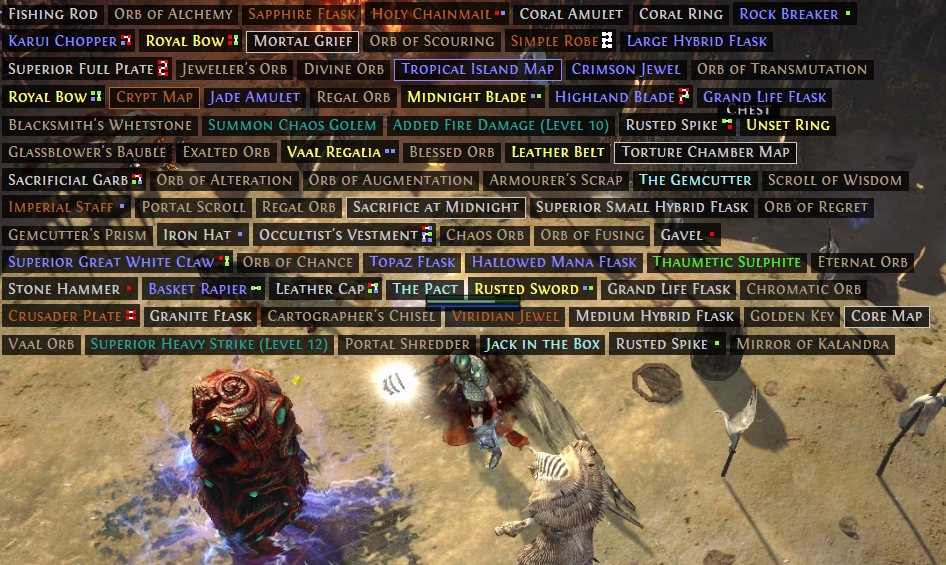 Fishing Rod Orb of Alchemy Sapphire Flask Holy Chainmail Coral Amulet Coral Ring Rock Breaker
Karui Chopper Royal Bow Mortal Grief Orb of Scouring Simple Robe Large Hybrid Flask
Superior Full Plate Jeweller's Orb Divine Orb Tropical Island Map Crimson Jewel Orb of Transmutation
Royal Bow Crypt Map Jade Amulet Regal Orb Midnight Blade Highland Blade Grand Life Flask
Chest
Blacksmith's Whetstone Summon Chaos Golem Added Fire Damage (Level 10) Rusted Spike Unset Ring
Glassblower's Bauble Exalted Orb Vaal Regalia Blessed Orb Leather Belt Torture Chamber Map
Sacrificial Garb Orb of Alteration Orb of Augmentation Armourer's Scrap The Gemcutter Scroll of Wisdom
Imperial Staff Portal Scroll Regal Orb Sacrifice at Midnight Superior Small Hybrid Flask Orb of Regret
Gemcutter's Prism Iron Hat Occultist's Vestment Chaos Orb Orb of Fusing Gavel
Superior Great White Claw Orb of Chance Topaz Flask Hallowed Mana Flask Thaumetic Sulphite Eternal Orb
Stone Hammer Basket Rapier Leather Cap The Pact Rusted Sword Grand Life Flask Chromatic Orb
Crusader Plate Granite Flask Cartographer's Chisel Viridian Jewel Medium Hybrid Flask Golden Key Core Map
Vaal Orb Superior Heavy Strike (Level 12) Portal Shredder Jack in the Box Rusted Spike Mirror of Kalandra